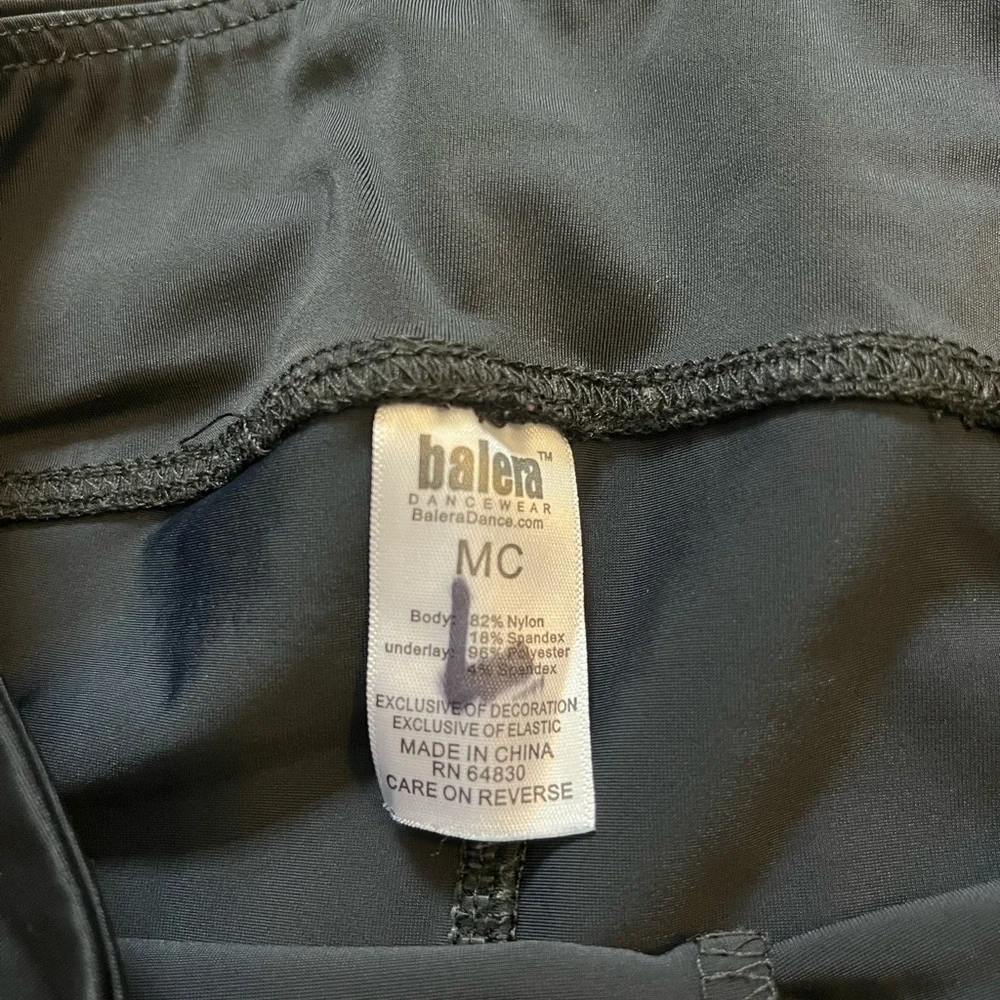 balera™
DANCEWEAR
BaleraDance.com
MC
Body: 82% Nylon
18% Spandex
underlay: 96% Polyester
4% Spandex
EXCLUSIVE OF DECORATION
EXCLUSIVE OF ELASTIC
MADE IN CHINA
RN 64830
CARE ON REVERSE
L